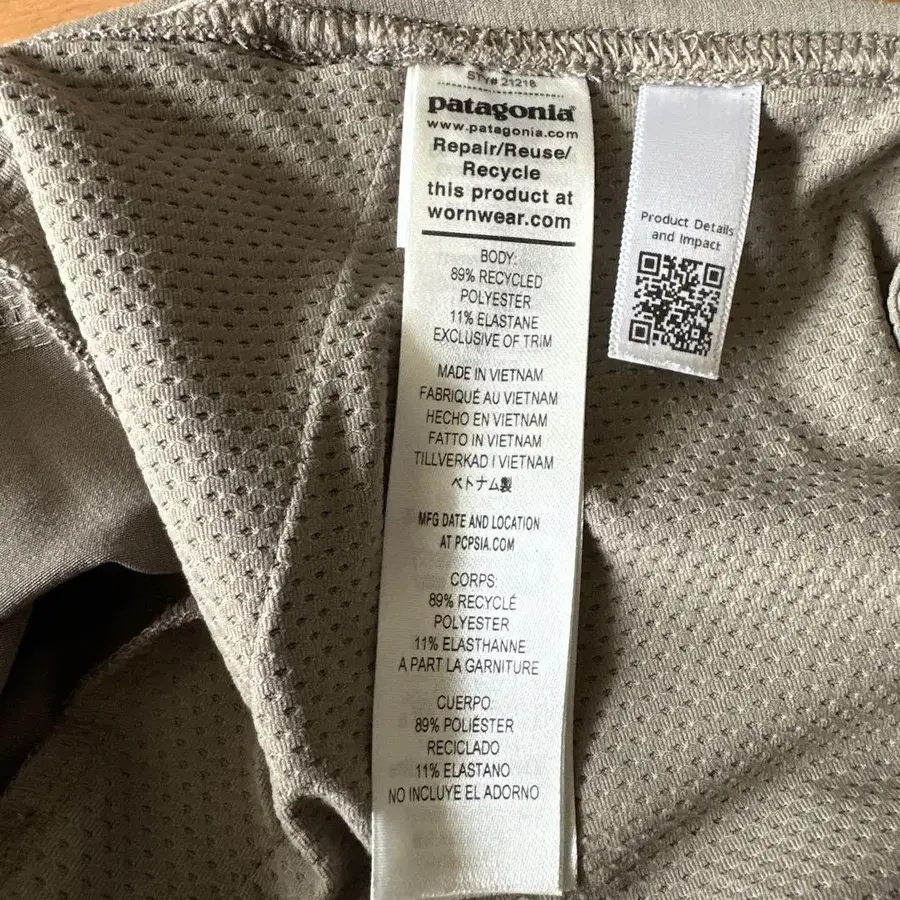 STY# 21218
patagonia®
www.patagonia.com
Repair/Reuse/
Recycle
this product at
wornwear.com
BODY:
89% RECYCLED
POLYESTER
11% ELASTANE
EXCLUSIVE OF TRIM
MADE IN VIETNAM
FABRIQUÉ AU VIETNAM
HECHO EN VIETNAM
FATTO IN VIETNAM
TILLVERKAD I VIETNAM
ベトナム製
MFG DATE AND LOCATION
AT PCPSIA.COM
CORPS:
89% RECYCLÉ
POLYESTER
11% ELASTHANNE
A PART LA GARNITURE
CUERPO:
89% POLIÉSTER
RECICLADO
11% ELASTANO
NO INCLUYE EL ADORNO
Product Details
and Impact